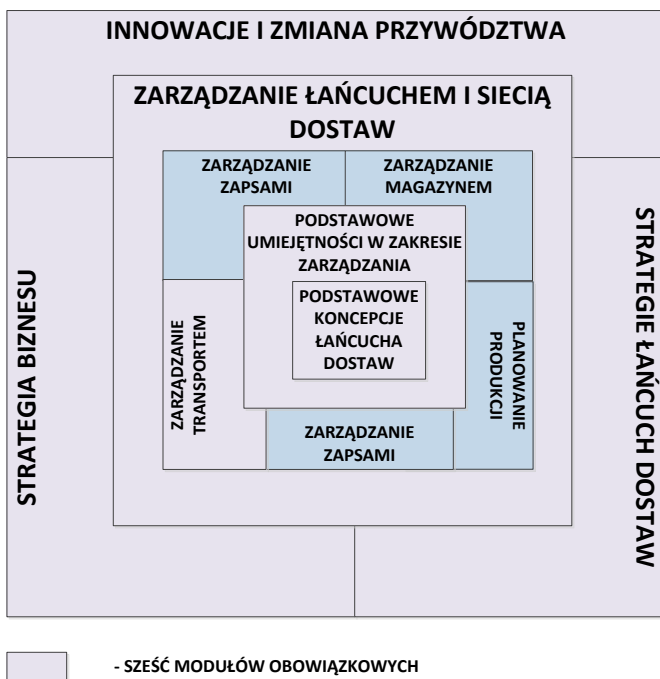 INNOWACJE I ZMIANA PRZYWÓDZTWA
ZARZĄDZANIE ŁAŃCUCHEM I SIECIĄ
DOSTAW
ZARZĄDZANIE
ZAPSAMI
ZARZĄDZANIE
MAGAZYNEM
PODSTAWOWE
UMIEJĘTNOŚCI W ZAKRESIE
ZARZĄDZANIA
PODSTAWOWE
KONCEPCJE
ŁAŃCUCHA
DOSTAW
STRATEGIA BIZNESU
ZARZĄDZANIE
TRANSPORTEM
PLANOWANIE
PRODUKCJI
STRATEGIE ŁAŃCUCH DOSTAW
ZARZĄDZANIE
ZAPSAMI
- SZEŚĆ MODUŁÓW OBOWIĄZKOWYCH